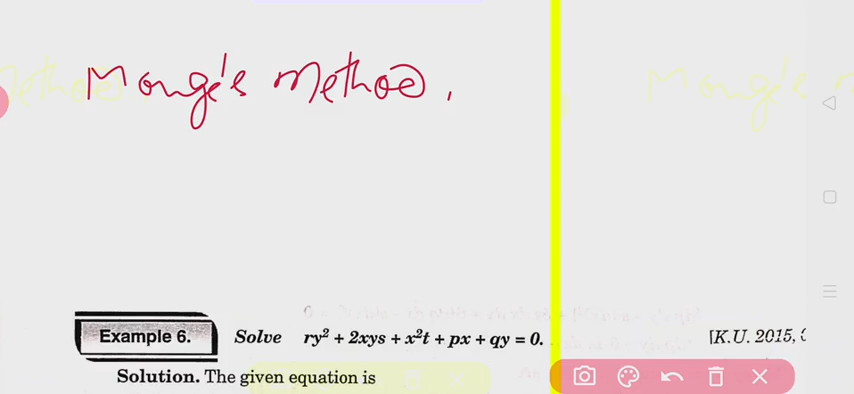 Monge's Method.
Example 6. Solve ry² + 2xys + x²t + px + qy = 0. [K.U. 2015,
Solution. The given equation is